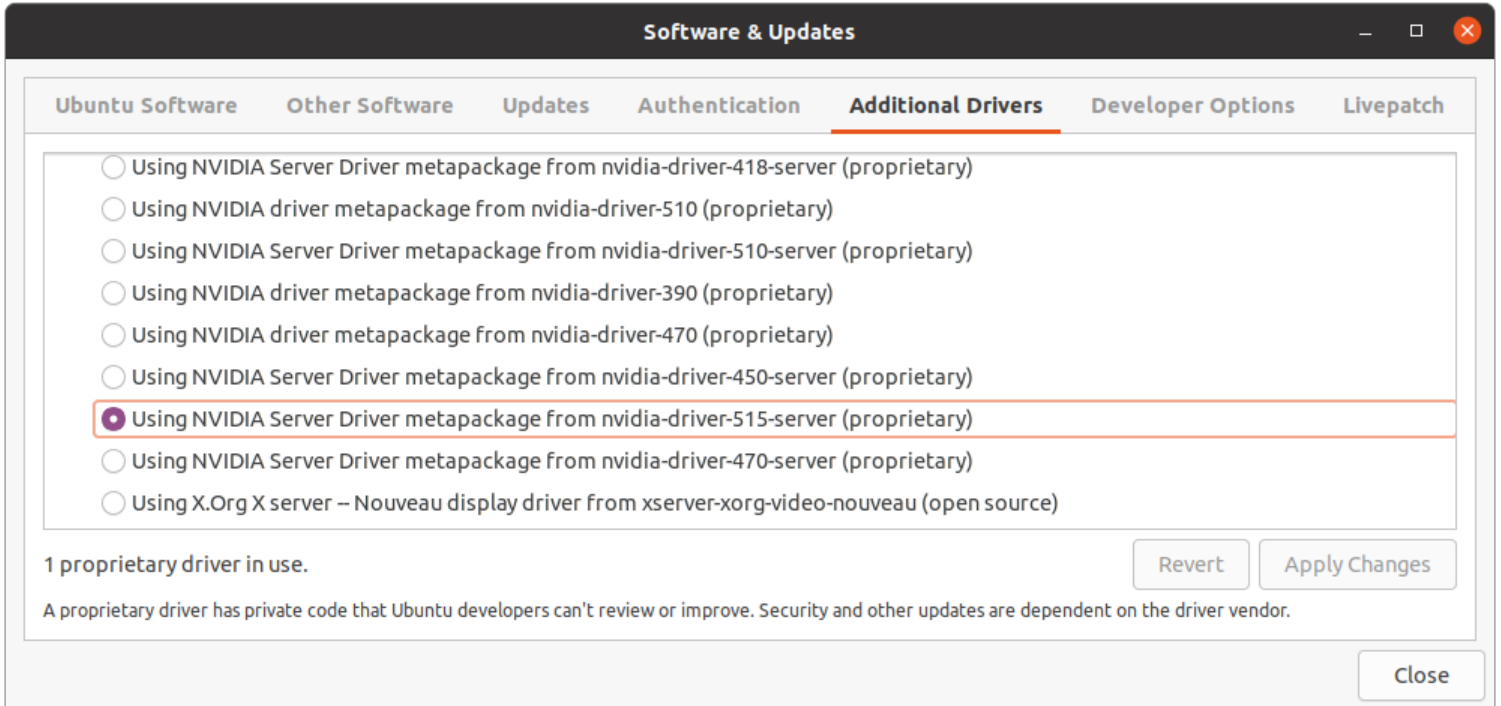 Software & Updates
Ubuntu Software Other Software Updates Authentication Additional Drivers Developer Options Livepatch
Using NVIDIA Server Driver metapackage from nvidia-driver-418-server (proprietary)
Using NVIDIA driver metapackage from nvidia-driver-510 (proprietary)
Using NVIDIA Server Driver metapackage from nvidia-driver-510-server (proprietary)
Using NVIDIA driver metapackage from nvidia-driver-390 (proprietary)
Using NVIDIA driver metapackage from nvidia-driver-470 (proprietary)
Using NVIDIA Server Driver metapackage from nvidia-driver-450-server (proprietary)
Using NVIDIA Server Driver metapackage from nvidia-driver-515-server (proprietary)
Using NVIDIA Server Driver metapackage from nvidia-driver-470-server (proprietary)
Using X.Org X server -- Nouveau display driver from xserver-xorg-video-nouveau (open source)
1 proprietary driver in use.
Revert Apply Changes
A proprietary driver has private code that Ubuntu developers can't review or improve. Security and other updates are dependent on the driver vendor.
Close